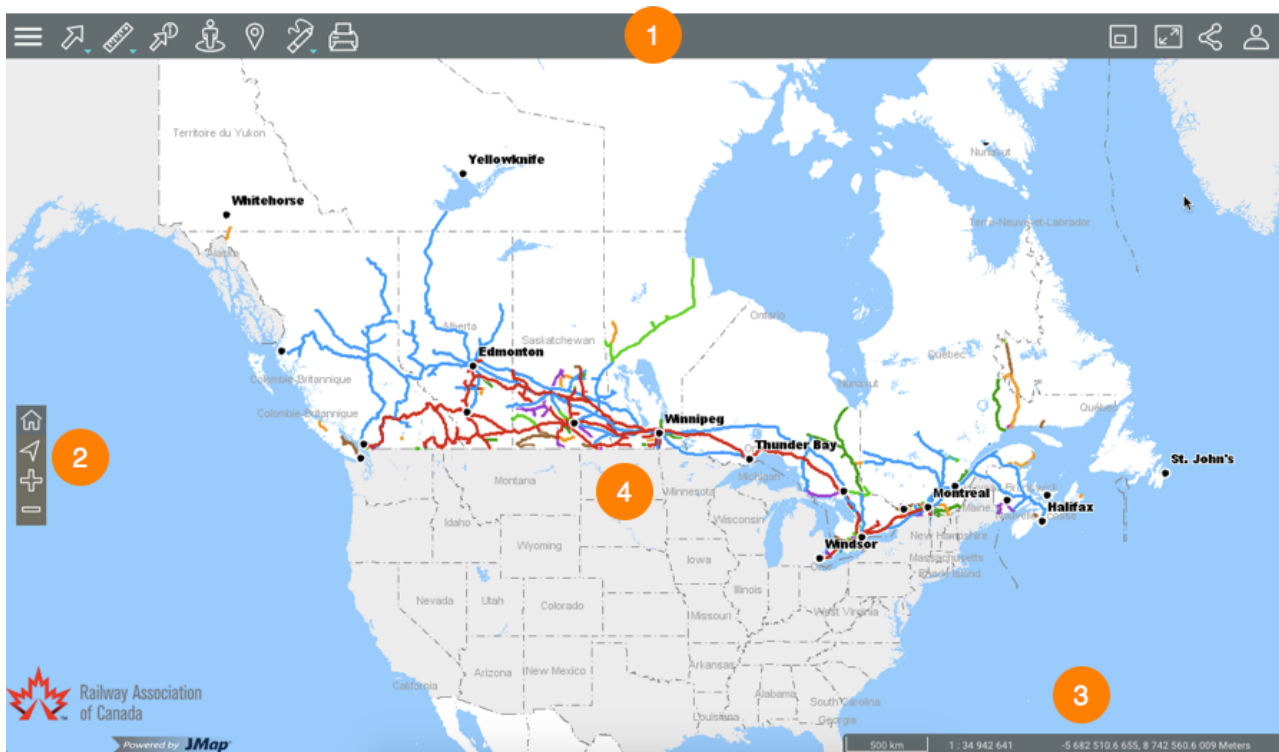 1
Territoire du Yukon
Yellowknife
Nunavut
Whitehorse
Terre-Neuve-et-Labrador
Alaska
Ontario
Alberta
Saskatchewan
Edmonton
Québec
Colombie-Britannique
Nunavut
Colombie-Britannique
Québec
Winnipeg
Thunder Bay
2
St. John's
Michigan
Montana
4
Minnesota
Montreal
Halifax
Maine
Idaho
Wisconsin
New Hampshire
Wyoming
Windsor
Massachusetts
Iowa
Ohio
Rhode Island
Nevada
Utah
Colorado
Illinois
Missouri
West Virginia
Arkansas
Arizona
New Mexico
California
Alabama
South Carolina
3
Railway Association
of Canada
Louisiana
Georgia
Powered by JMap
500 km
1 : 34 942 641
-5 682 510.6 655, 8 742 560.6 009 Meters